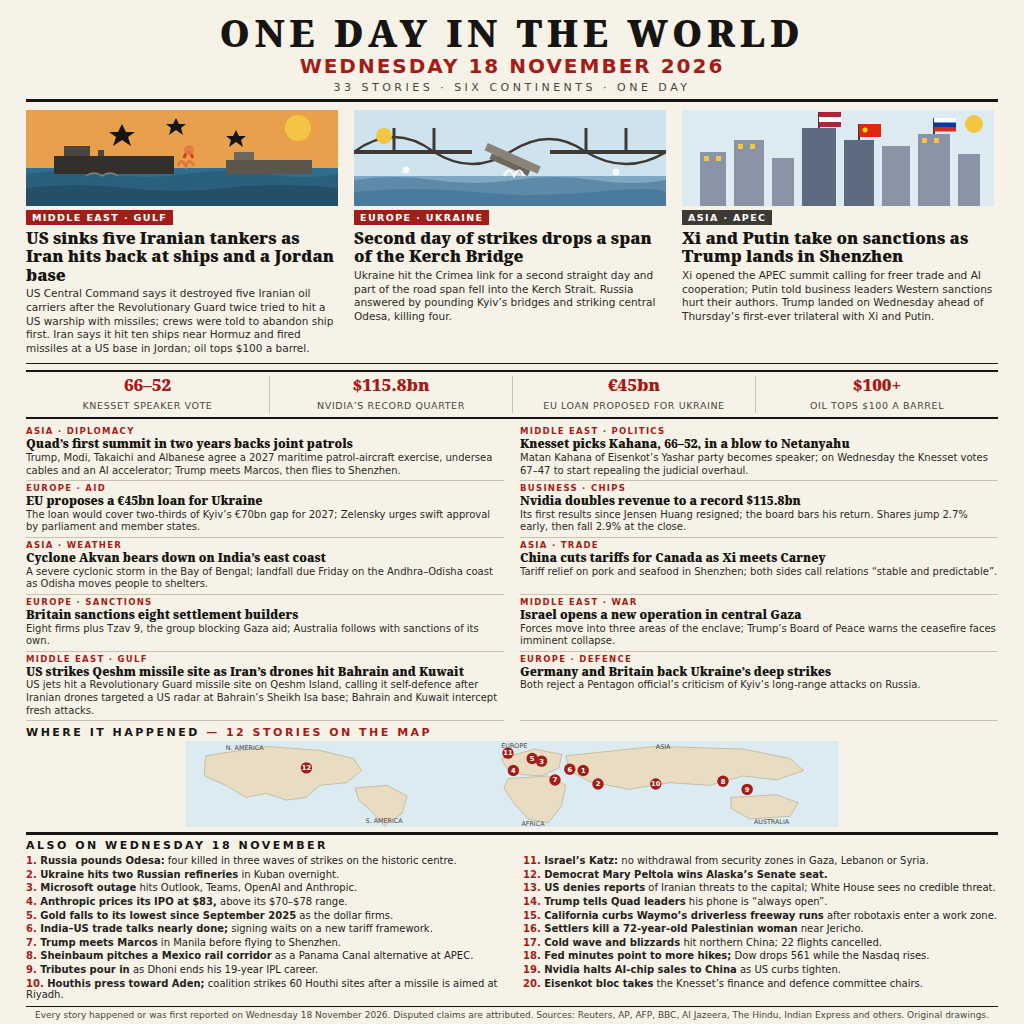 ONE DAY IN THE WORLD
WEDNESDAY 18 NOVEMBER 2026
33 STORIES · SIX CONTINENTS · ONE DAY
MIDDLE EAST · GULF
US sinks five Iranian tankers as
Iran hits back at ships and a Jordan
base
US Central Command says it destroyed five Iranian oil
carriers after the Revolutionary Guard twice tried to hit a
US warship with missiles; crews were told to abandon ship
first. Iran says it hit ten ships near Hormuz and fired
missiles at a US base in Jordan; oil tops $100 a barrel.
EUROPE · UKRAINE
Second day of strikes drops a span
of the Kerch Bridge
Ukraine hit the Crimea link for a second straight day and
part of the road span fell into the Kerch Strait. Russia
answered by pounding Kyiv’s bridges and striking central
Odesa, killing four.
ASIA · APEC
Xi and Putin take on sanctions as
Trump lands in Shenzhen
Xi opened the APEC summit calling for freer trade and AI
cooperation; Putin told business leaders Western sanctions
hurt their authors. Trump landed on Wednesday ahead of
Thursday’s first-ever trilateral with Xi and Putin.
66–52
KNESSET SPEAKER VOTE
$115.8bn
NVIDIA’S RECORD QUARTER
€45bn
EU LOAN PROPOSED FOR UKRAINE
$100+
OIL TOPS $100 A BARREL
ASIA · DIPLOMACY
Quad’s first summit in two years backs joint patrols
Trump, Modi, Takaichi and Albanese agree a 2027 maritime patrol-aircraft exercise, undersea
cables and an AI accelerator; Trump meets Marcos, then flies to Shenzhen.
MIDDLE EAST · POLITICS
Knesset picks Kahana, 66–52, in a blow to Netanyahu
Matan Kahana of Eisenkot’s Yashar party becomes speaker; on Wednesday the Knesset votes
67–47 to start repealing the judicial overhaul.
EUROPE · AID
EU proposes a €45bn loan for Ukraine
The loan would cover two-thirds of Kyiv’s €70bn gap for 2027; Zelensky urges swift approval
by parliament and member states.
BUSINESS · CHIPS
Nvidia doubles revenue to a record $115.8bn
Its first results since Jensen Huang resigned; the board bars his return. Shares jump 2.7%
early, then fall 2.9% at the close.
ASIA · WEATHER
Cyclone Akvan bears down on India’s east coast
A severe cyclonic storm in the Bay of Bengal; landfall due Friday on the Andhra–Odisha coast
as Odisha moves people to shelters.
ASIA · TRADE
China cuts tariffs for Canada as Xi meets Carney
Tariff relief on pork and seafood in Shenzhen; both sides call relations “stable and predictable”.
EUROPE · SANCTIONS
Britain sanctions eight settlement builders
Eight firms plus Tzav 9, the group blocking Gaza aid; Australia follows with sanctions of its
own.
MIDDLE EAST · WAR
Israel opens a new operation in central Gaza
Forces move into three areas of the enclave; Trump’s Board of Peace warns the ceasefire faces
imminent collapse.
MIDDLE EAST · GULF
US strikes Qeshm missile site as Iran’s drones hit Bahrain and Kuwait
US jets hit a Revolutionary Guard missile site on Qeshm Island, calling it self-defence after
Iranian drones targeted a US radar at Bahrain’s Sheikh Isa base; Bahrain and Kuwait intercept
fresh attacks.
EUROPE · DEFENCE
Germany and Britain back Ukraine’s deep strikes
Both reject a Pentagon official’s criticism of Kyiv’s long-range attacks on Russia.
WHERE IT HAPPENED — 12 STORIES ON THE MAP
N. AMERICA
EUROPE
ASIA
11
5
3
12
4
6
1
7
2
10
8
9
S. AMERICA
AFRICA
AUSTRALIA
ALSO ON WEDNESDAY 18 NOVEMBER
1. Russia pounds Odesa: four killed in three waves of strikes on the historic centre.
2. Ukraine hits two Russian refineries in Kuban overnight.
3. Microsoft outage hits Outlook, Teams, OpenAI and Anthropic.
4. Anthropic prices its IPO at $83, above its $70–$78 range.
5. Gold falls to its lowest since September 2025 as the dollar firms.
6. India–US trade talks nearly done; signing waits on a new tariff framework.
7. Trump meets Marcos in Manila before flying to Shenzhen.
8. Sheinbaum pitches a Mexico rail corridor as a Panama Canal alternative at APEC.
9. Tributes pour in as Dhoni ends his 19-year IPL career.
10. Houthis press toward Aden; coalition strikes 60 Houthi sites after a missile is aimed at
Riyadh.
11. Israel’s Katz: no withdrawal from security zones in Gaza, Lebanon or Syria.
12. Democrat Mary Peltola wins Alaska’s Senate seat.
13. US denies reports of Iranian threats to the capital; White House sees no credible threat.
14. Trump tells Quad leaders his phone is “always open”.
15. California curbs Waymo’s driverless freeway runs after robotaxis enter a work zone.
16. Settlers kill a 72-year-old Palestinian woman near Jericho.
17. Cold wave and blizzards hit northern China; 22 flights cancelled.
18. Fed minutes point to more hikes; Dow drops 561 while the Nasdaq rises.
19. Nvidia halts AI-chip sales to China as US curbs tighten.
20. Eisenkot bloc takes the Knesset’s finance and defence committee chairs.
Every story happened or was first reported on Wednesday 18 November 2026. Disputed claims are attributed. Sources: Reuters, AP, AFP, BBC, Al Jazeera, The Hindu, Indian Express and others. Original drawings.